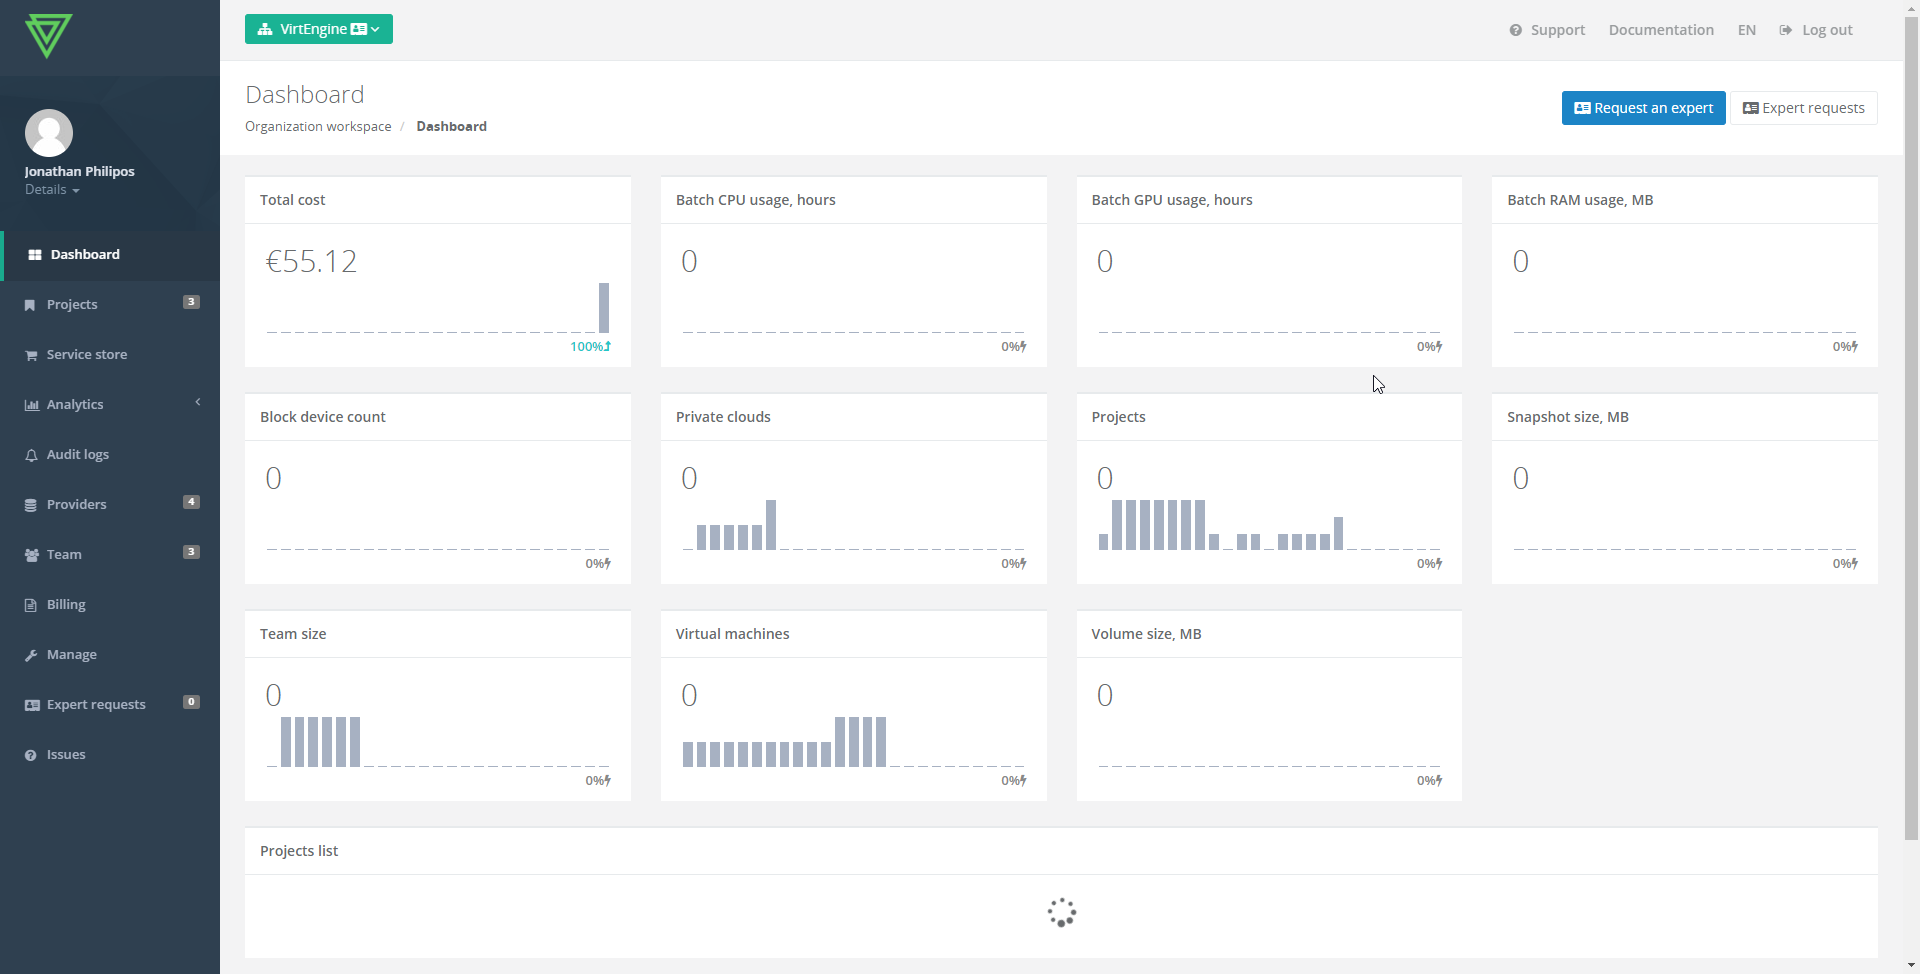 VirtEngine
Support
Documentation
EN
Log out
Dashboard
Organization workspace / Dashboard
Request an expert
Expert requests
Jonathan Philipos
Details
Dashboard
Projects 3
Service store
Analytics
Audit logs
Providers 4
Team 3
Billing
Manage
Expert requests 0
Issues
Total cost
€55.12
100%
Batch CPU usage, hours
0
0%
Batch GPU usage, hours
0
0%
Batch RAM usage, MB
0
0%
Block device count
0
0%
Private clouds
0
0%
Projects
0
0%
Snapshot size, MB
0
0%
Team size
0
0%
Virtual machines
0
0%
Volume size, MB
0
0%
Projects list